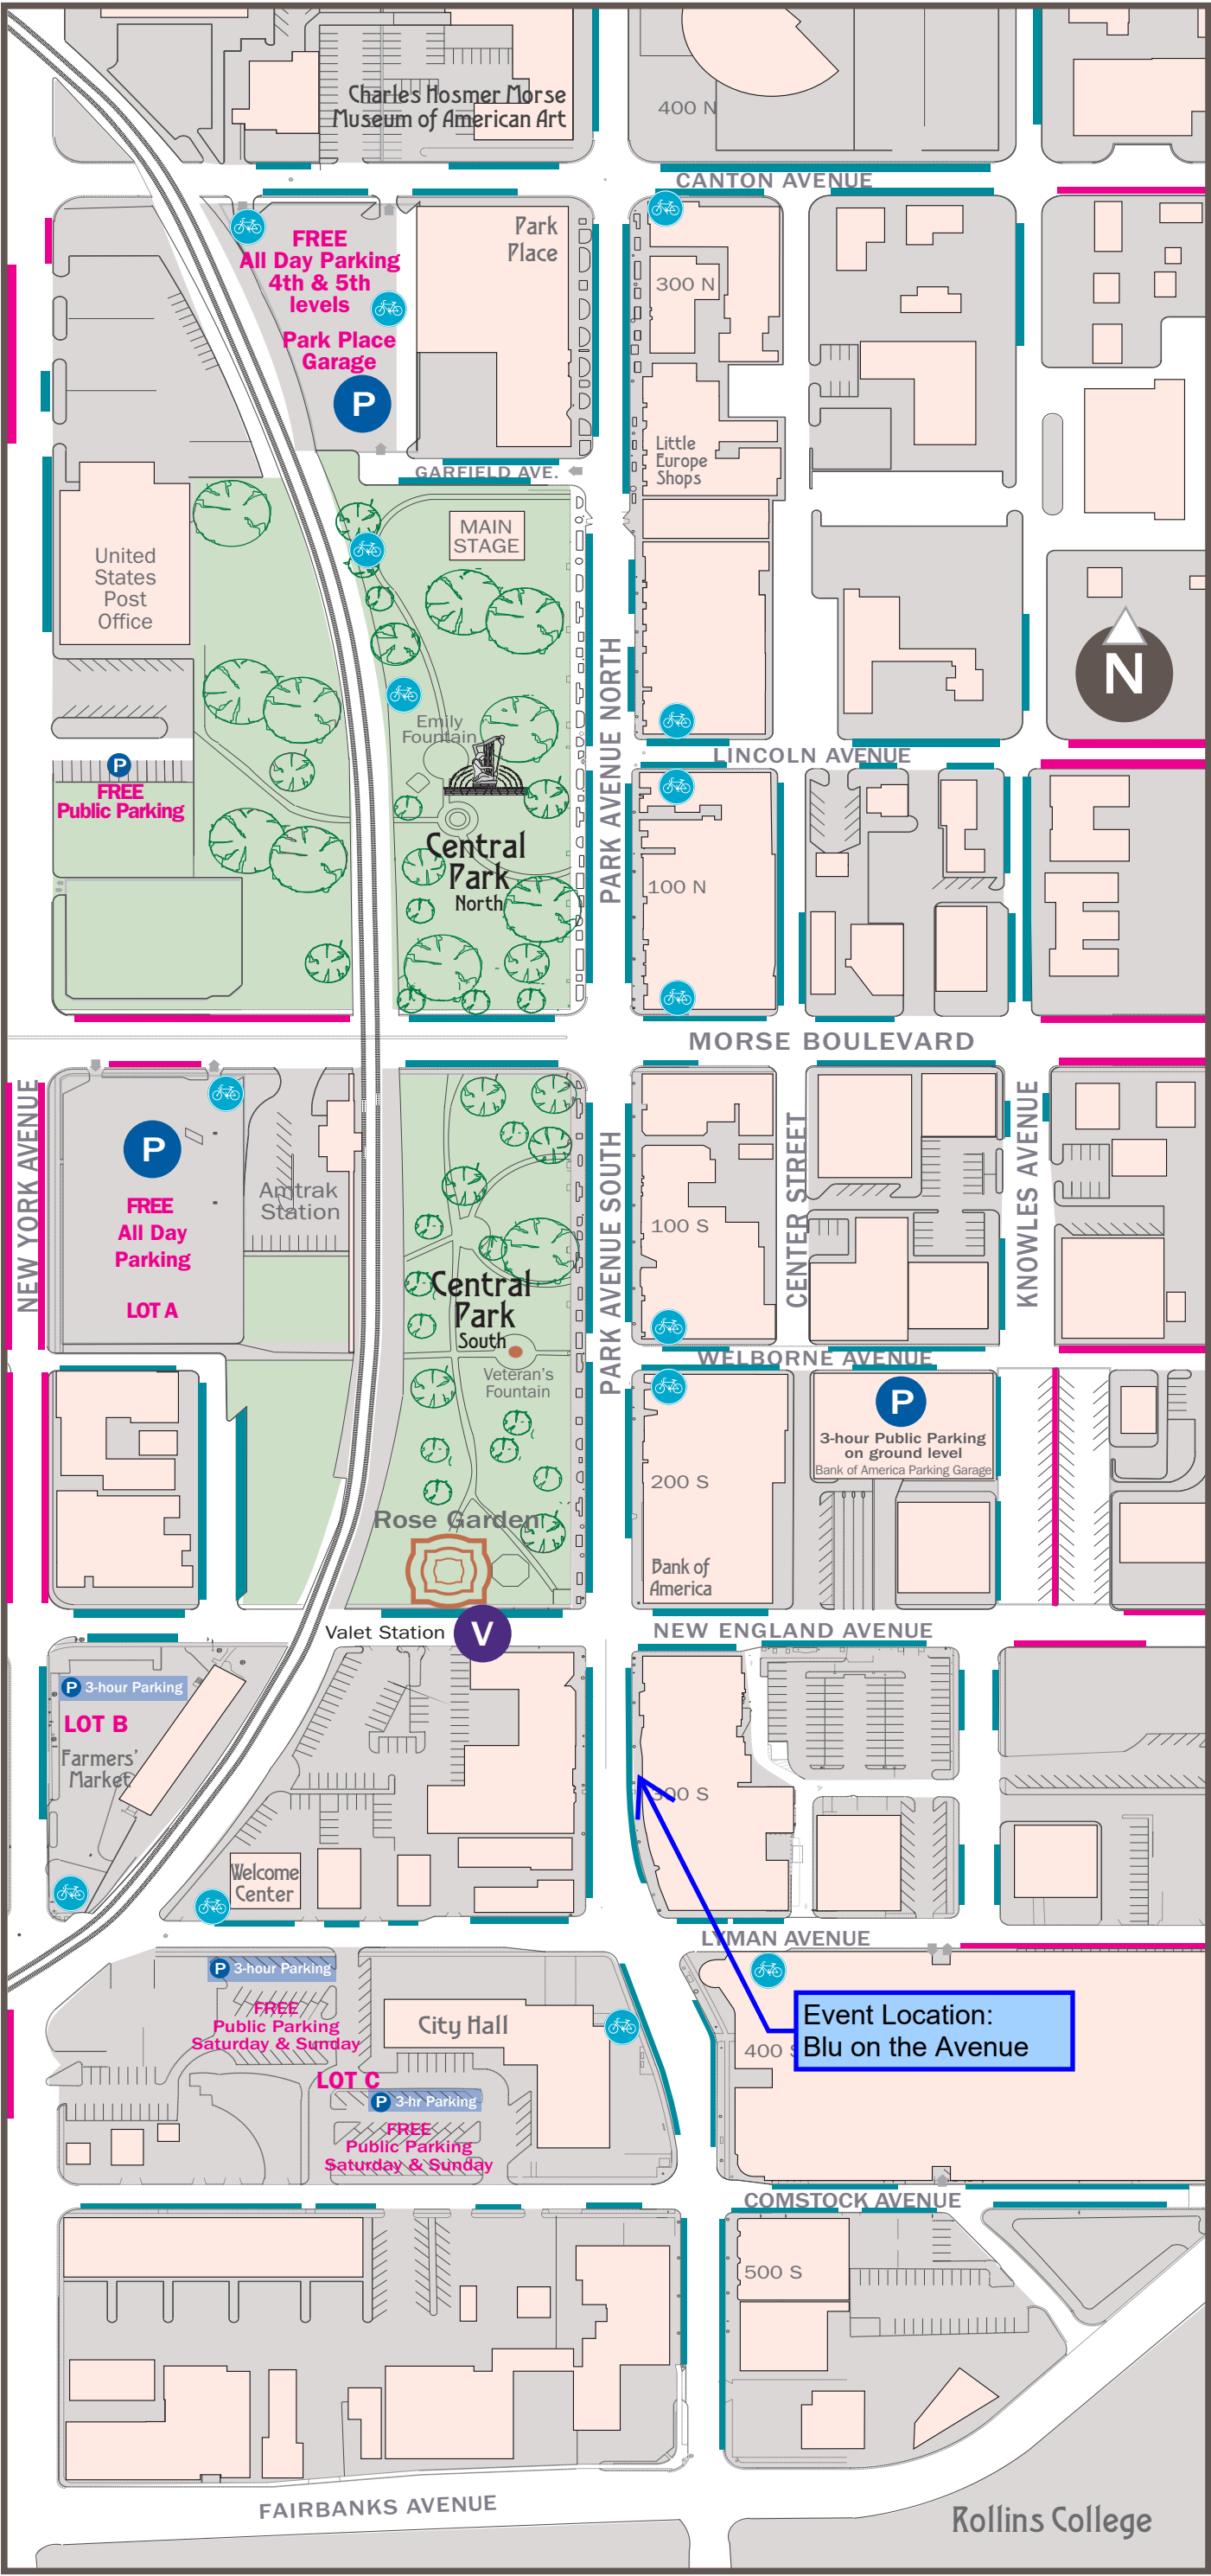 Charles Hosmer Morse
Museum of American Art
400 N
CANTON AVENUE
FREE
All Day Parking
4th & 5th
levels
Park Place
Garage
P
Park
Place
300 N
Little
Europe
Shops
GARFIELD AVE.
MAIN
STAGE
United
States
Post
Office
N
PARK AVENUE NORTH
Emily
Fountain
LINCOLN AVENUE
P
FREE
Public Parking
Central
Park
North
100 N
MORSE BOULEVARD
NEW YORK AVENUE
P
FREE
All Day
Parking
LOT A
Amtrak
Station
PARK AVENUE SOUTH
100 S
CENTER STREET
KNOWLES AVENUE
Central
Park
South
Veteran's
Fountain
WELBORNE AVENUE
P
3-hour Public Parking
on ground level
Bank of America Parking Garage
200 S
Rose Garden
Bank of
America
Valet Station V
NEW ENGLAND AVENUE
P 3-hour Parking
LOT B
Farmers'
Market
300 S
Welcome
Center
LYMAN AVENUE
P 3-hour Parking
FREE
Public Parking
Saturday & Sunday
City Hall
LOT C
P 3-hr Parking
FREE
Public Parking
Saturday & Sunday
400 S
Event Location:
Blu on the Avenue
COMSTOCK AVENUE
500 S
FAIRBANKS AVENUE
Rollins College